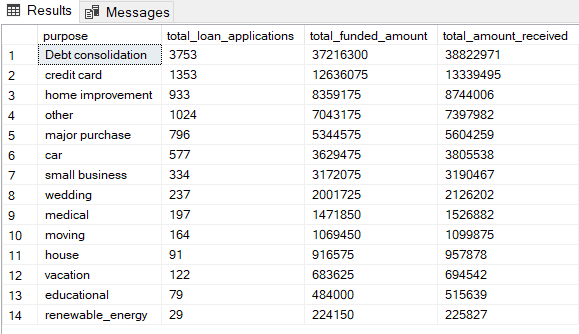 Results Messages
purpose total_loan_applications total_funded_amount total_amount_received
1 Debt consolidation 3753 37216300 38822971
2 credit card 1353 12636075 13339495
3 home improvement 933 8359175 8744006
4 other 1024 7043175 7397982
5 major purchase 796 5344575 5604259
6 car 577 3629475 3805538
7 small business 334 3172075 3190467
8 wedding 237 2001725 2126202
9 medical 197 1471850 1526882
10 moving 164 1069450 1099875
11 house 91 916575 957878
12 vacation 122 683625 694542
13 educational 79 484000 515639
14 renewable_energy 29 224150 225827